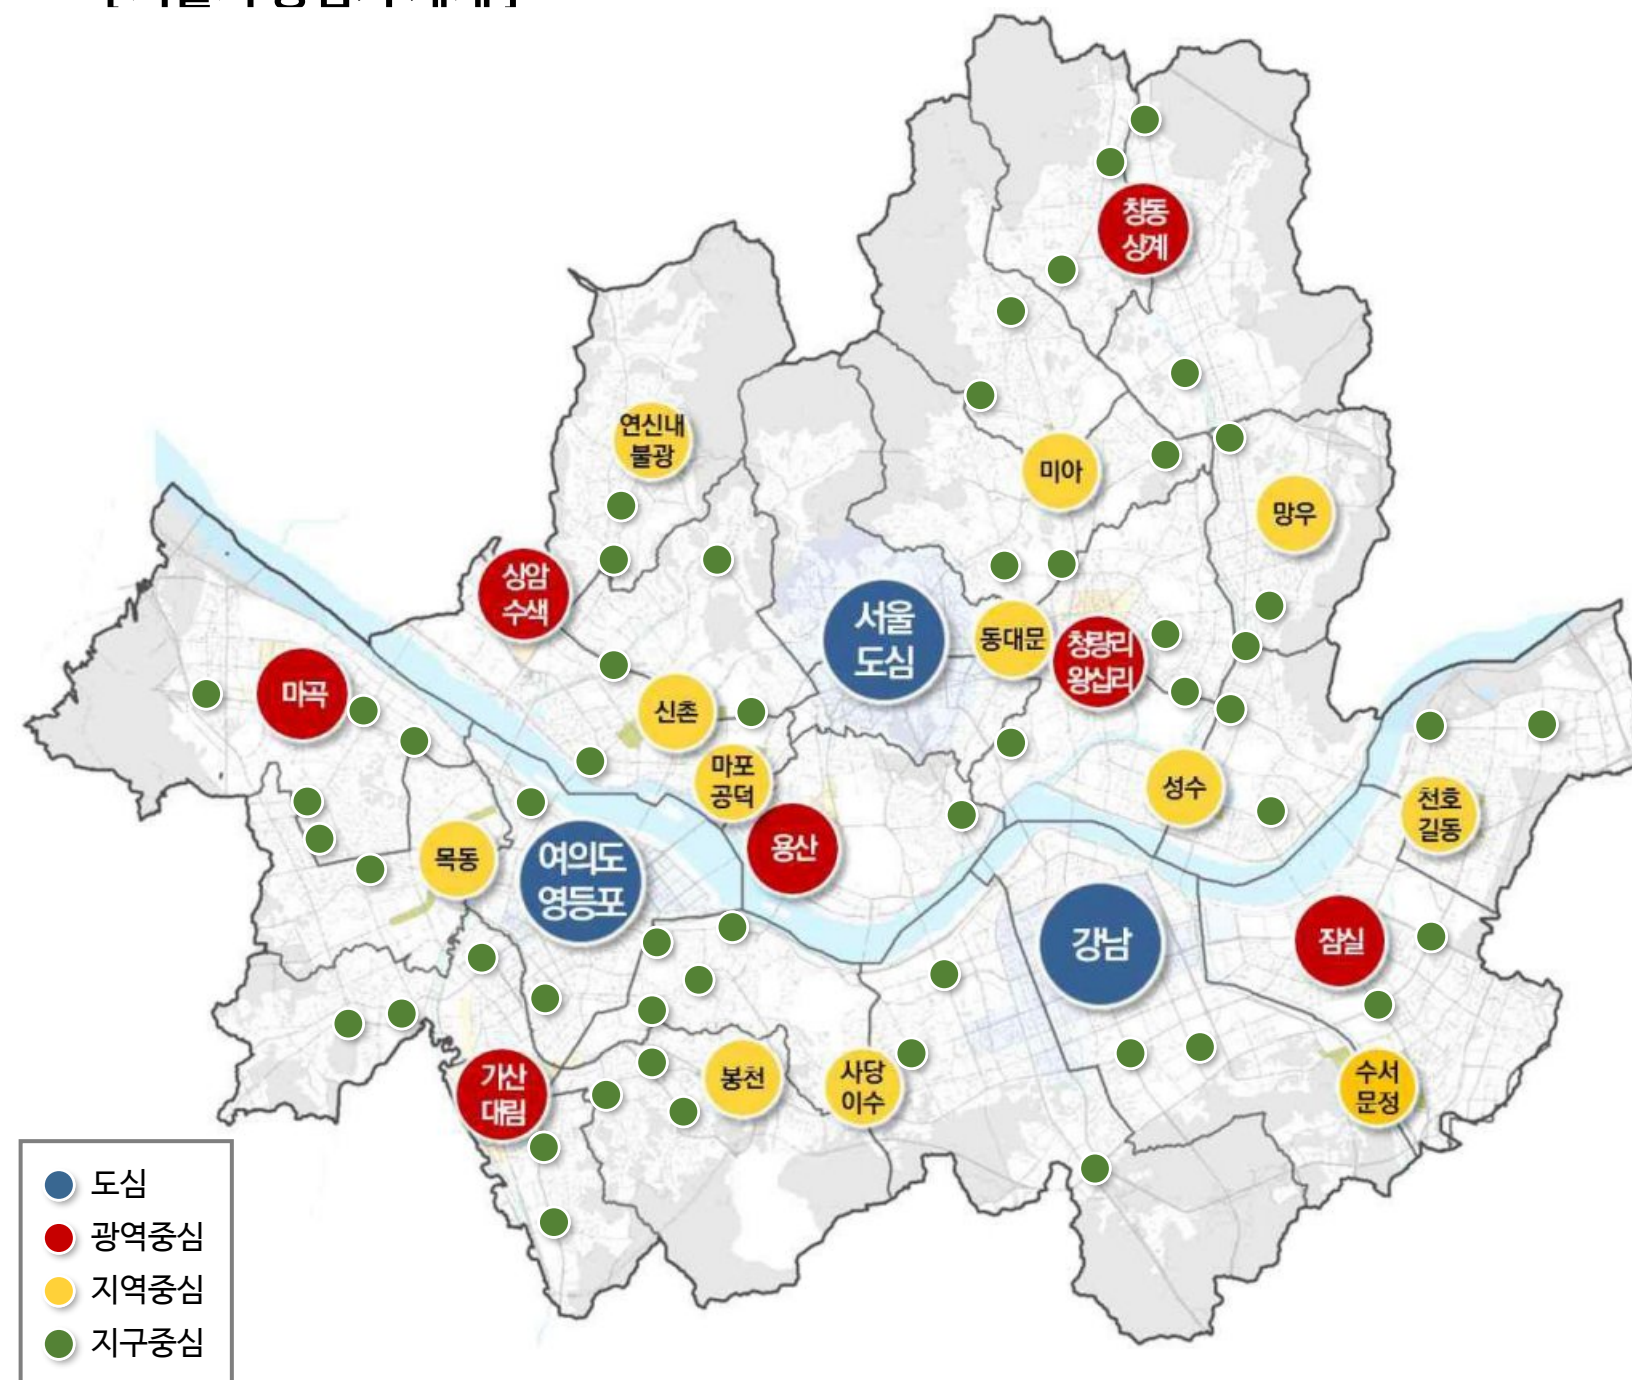 창동
상계
연신내
불광
미아
망우
상암
수색
서울
도심
동대문
청량리
왕십리
마곡
신촌
마포
공덕
성수
천호
길동
용산
목동
여의도
영등포
강남
잠실
가산
대림
봉천
사당
이수
수서
문정
도심
광역중심
지역중심
지구중심